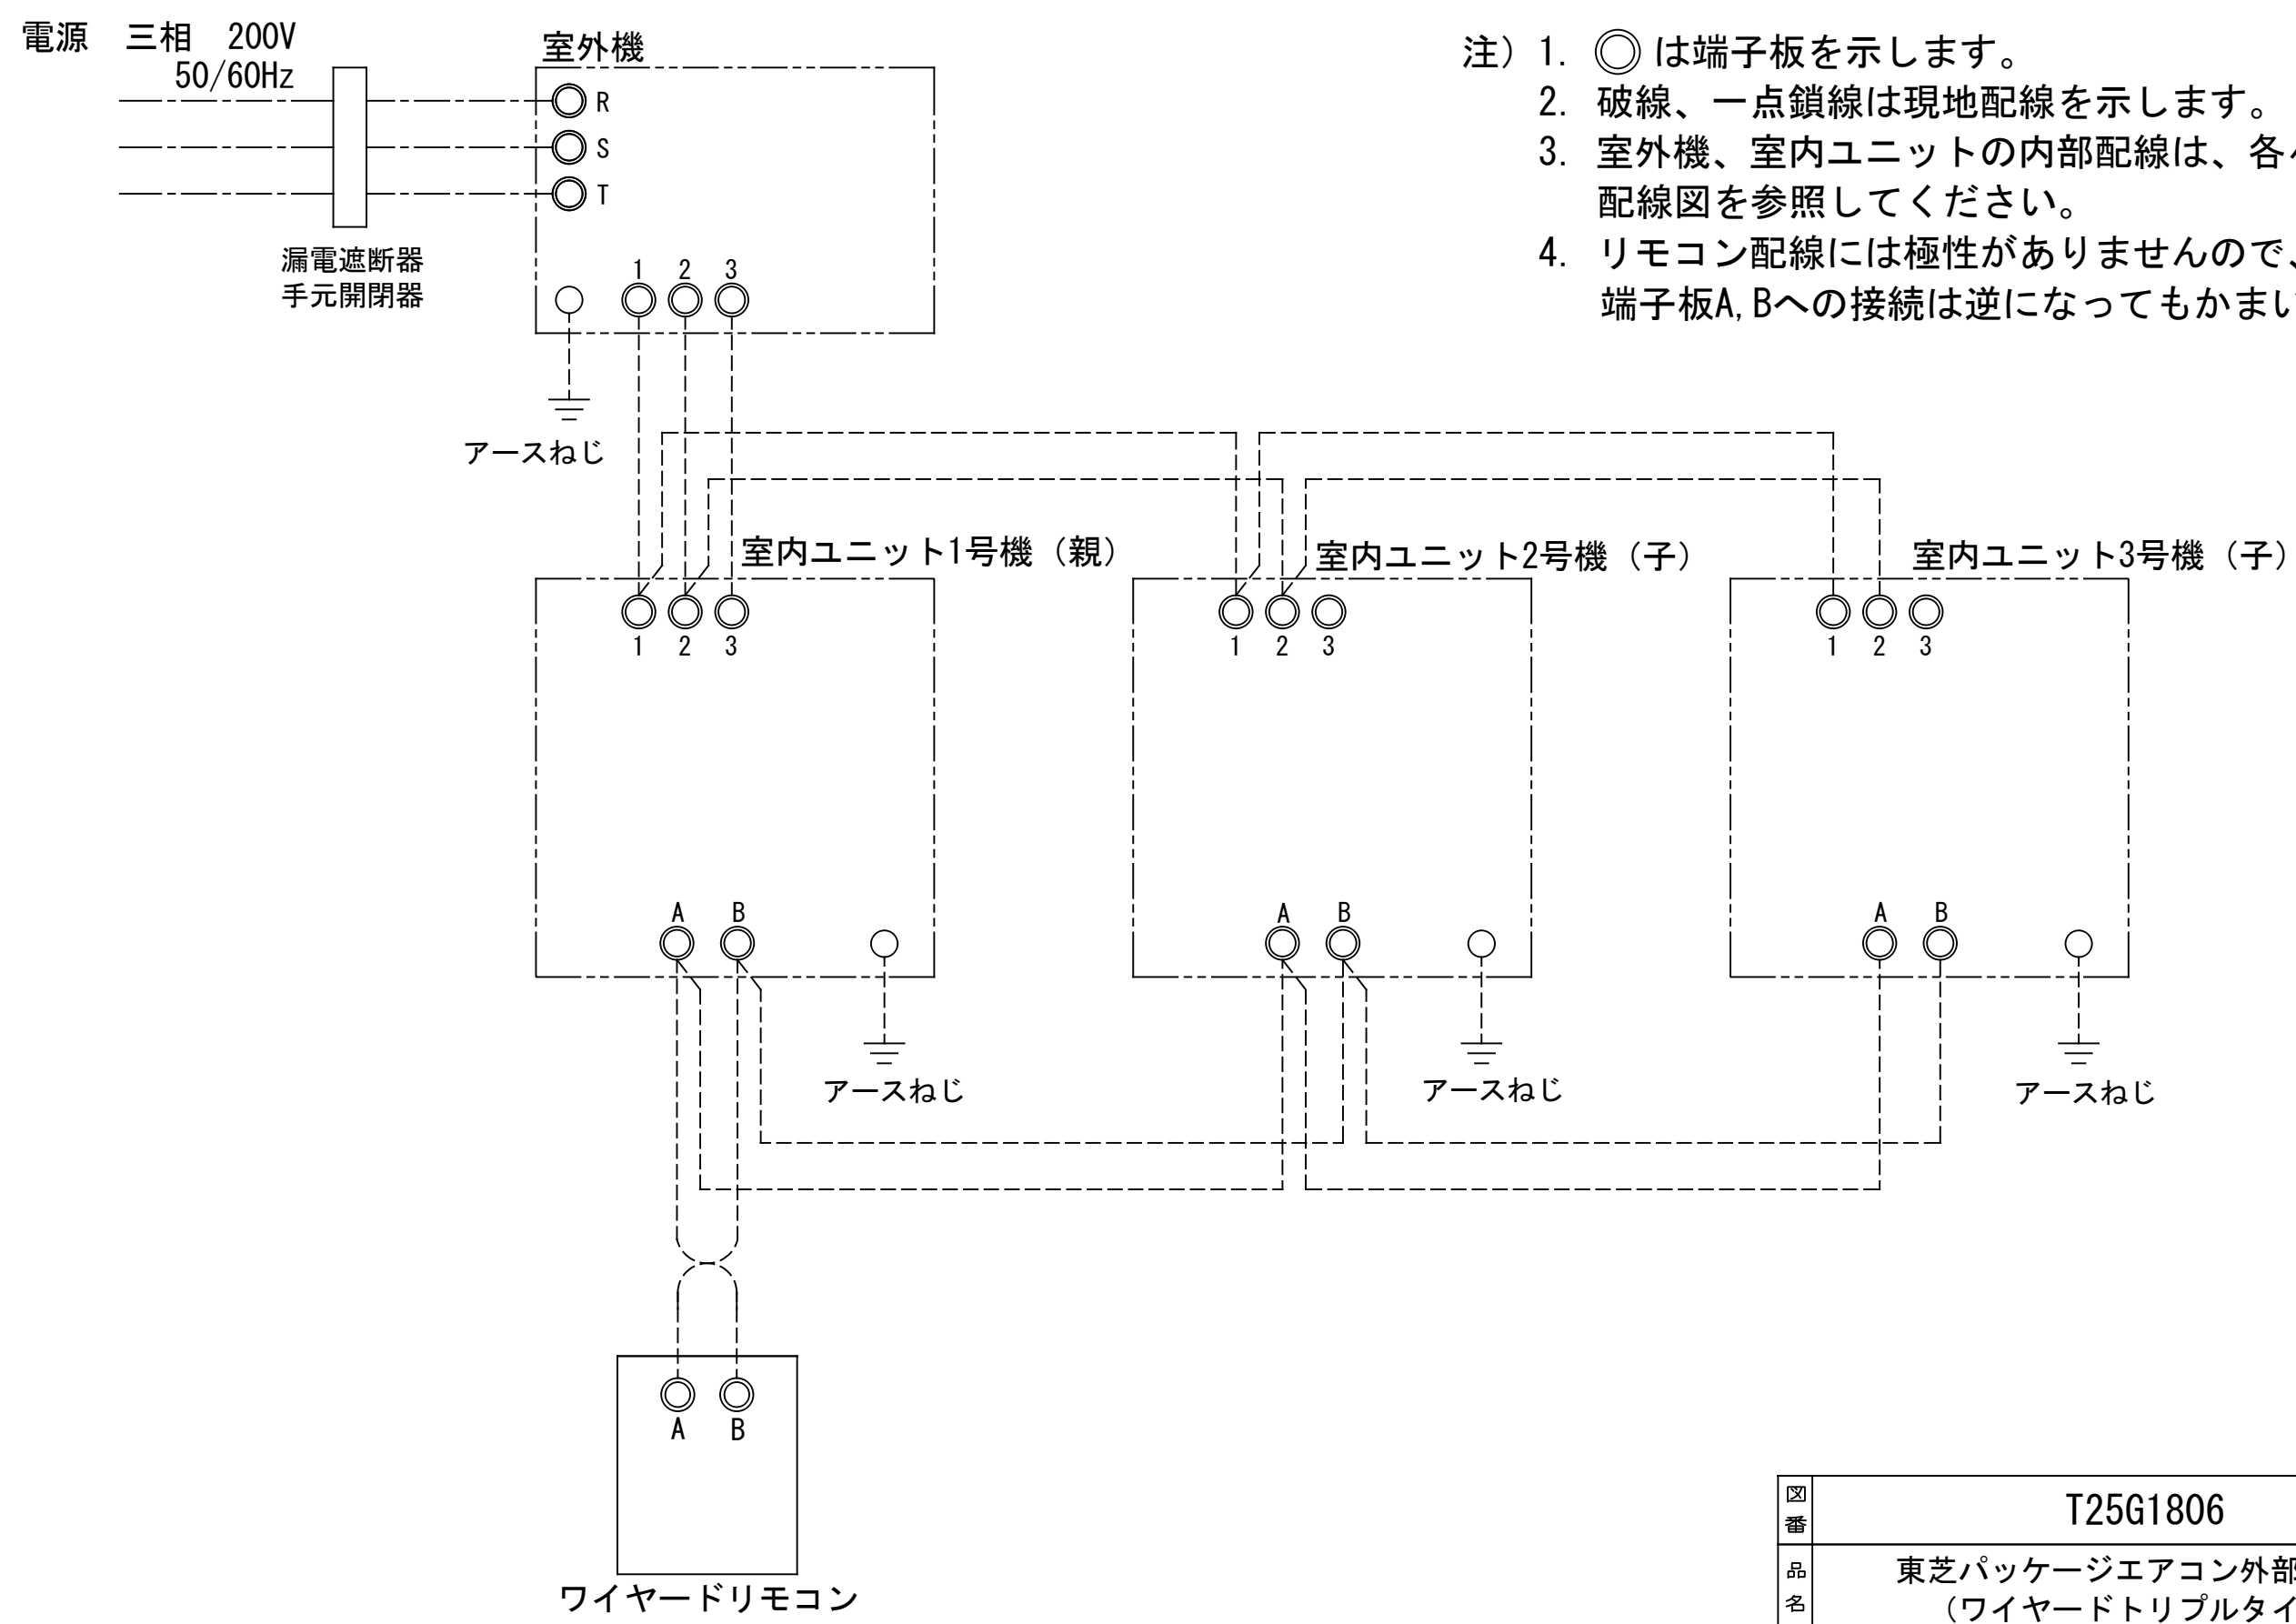 電源　三相　200V
50/60Hz
室外機
R
S
T
漏電遮断器
手元開閉器
1 2 3
アースねじ
注）1. ◎は端子板を示します。
2. 破線、一点鎖線は現地配線を示します。
3. 室外機、室内ユニットの内部配線は、各々
配線図を参照してください。
4. リモコン配線には極性がありませんので、
端子板A,Bへの接続は逆になってもかまい
室内ユニット1号機（親）
室内ユニット2号機（子）
室内ユニット3号機（子）
1 2 3
1 2 3
1 2 3
A B
A B
A B
アースねじ
アースねじ
アースねじ
A B
ワイヤードリモコン
図番 T25G1806
品名 東芝パッケージエアコン外部
（ワイヤードトリプルタイ